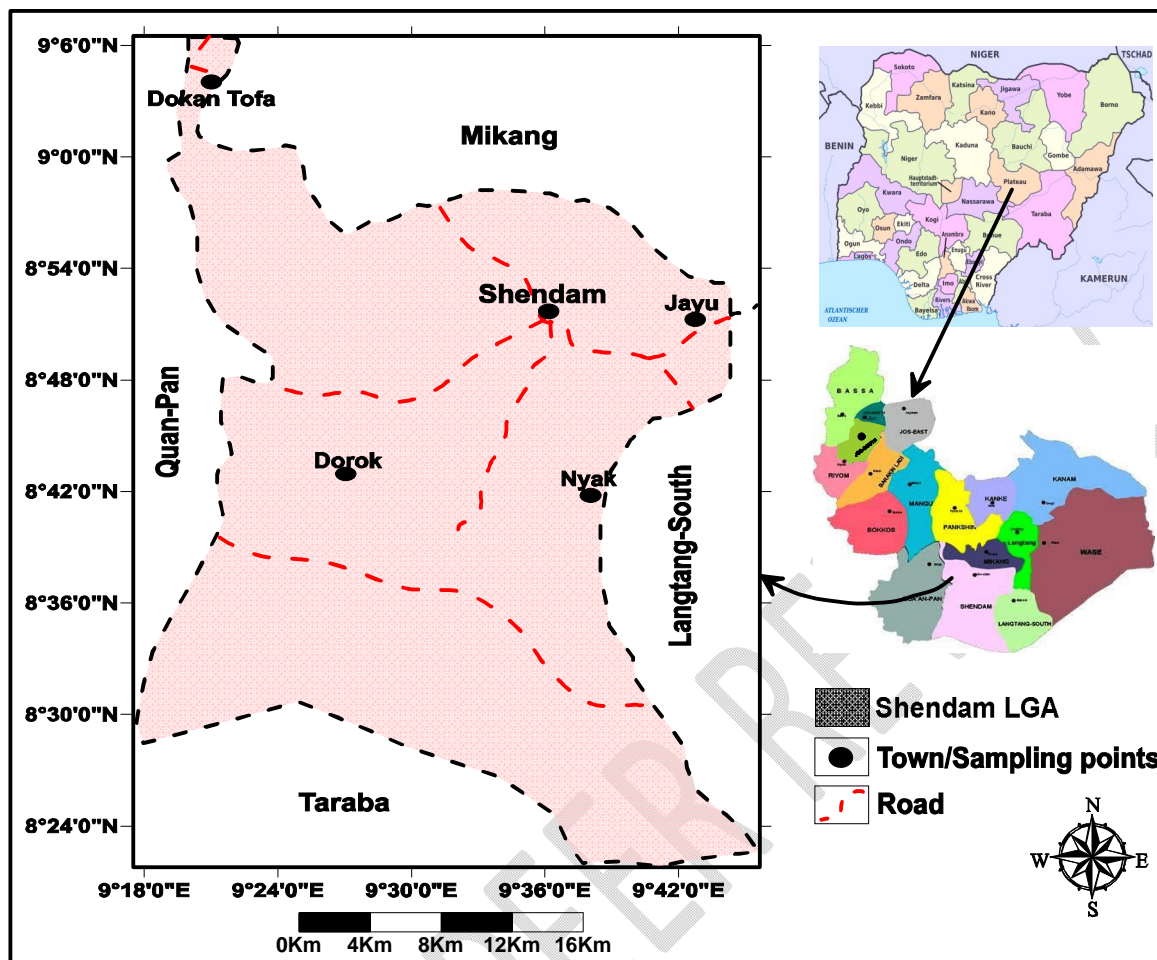 9°6'0"N
9°0'0"N
8°54'0"N
8°48'0"N
8°42'0"N
8°36'0"N
8°30'0"N
8°24'0"N
9°18'0"E
9°24'0"E
9°30'0"E
9°36'0"E
9°42'0"E
Dokan Tofa
Mikang
Shendam
Jayu
Quan-Pan
Dorok
Nyak
Langtang-South
Taraba
0Km
4Km
8Km
12Km
16Km
NIGER
TSCHAD
Sokoto
Katsina
Jigawa
Yobe
Borno
Kebbi
Zamfara
Kano
BENIN
Kaduna
Bauchi
Gombe
Adamawa
Niger
Hauptstadt-
territorium
Plateau
Kwara
Nassarawa
Taraba
Oyo
Kogi
Ekiti
Osun
Anambra
Ogun
Ondo
Edo
Enugu
Lagos
Delta
Imo
Cross
River
KAMERUN
Rivers
Akwa
Ibom
Bayelsa
ATLANTISCHER
OZEAN
BASSA
JOS-EAST
RIYOM
BARAKIN LADI
MANGU
KANKE
KANAM
BOKKOS
PANKSHIN
Langtang
WASE
MIKANG
SHENDAM
LANGTANG-SOUTH
Shendam LGA
Town/Sampling points
Road
N
W
E
S